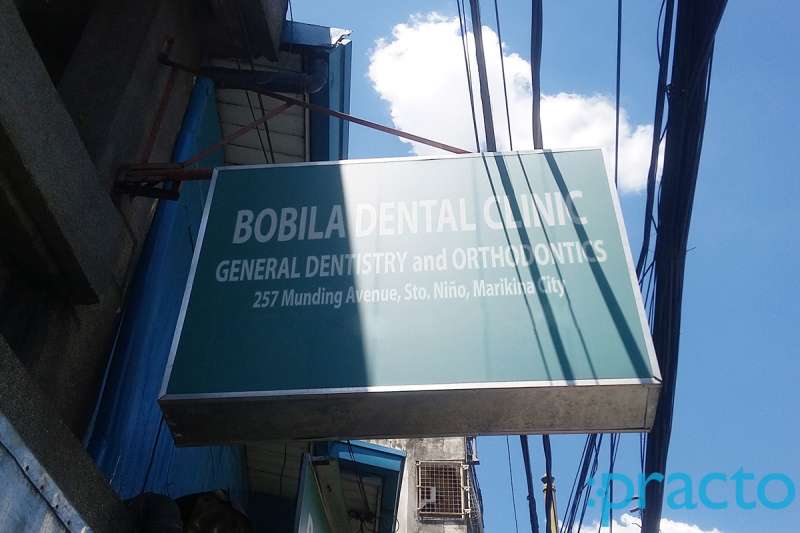 BOBILA DENTAL CLINIC
GENERAL DENTISTRY and ORTHODONTICS
257 Munding Avenue, Sto. Niño, Marikina City
:practo